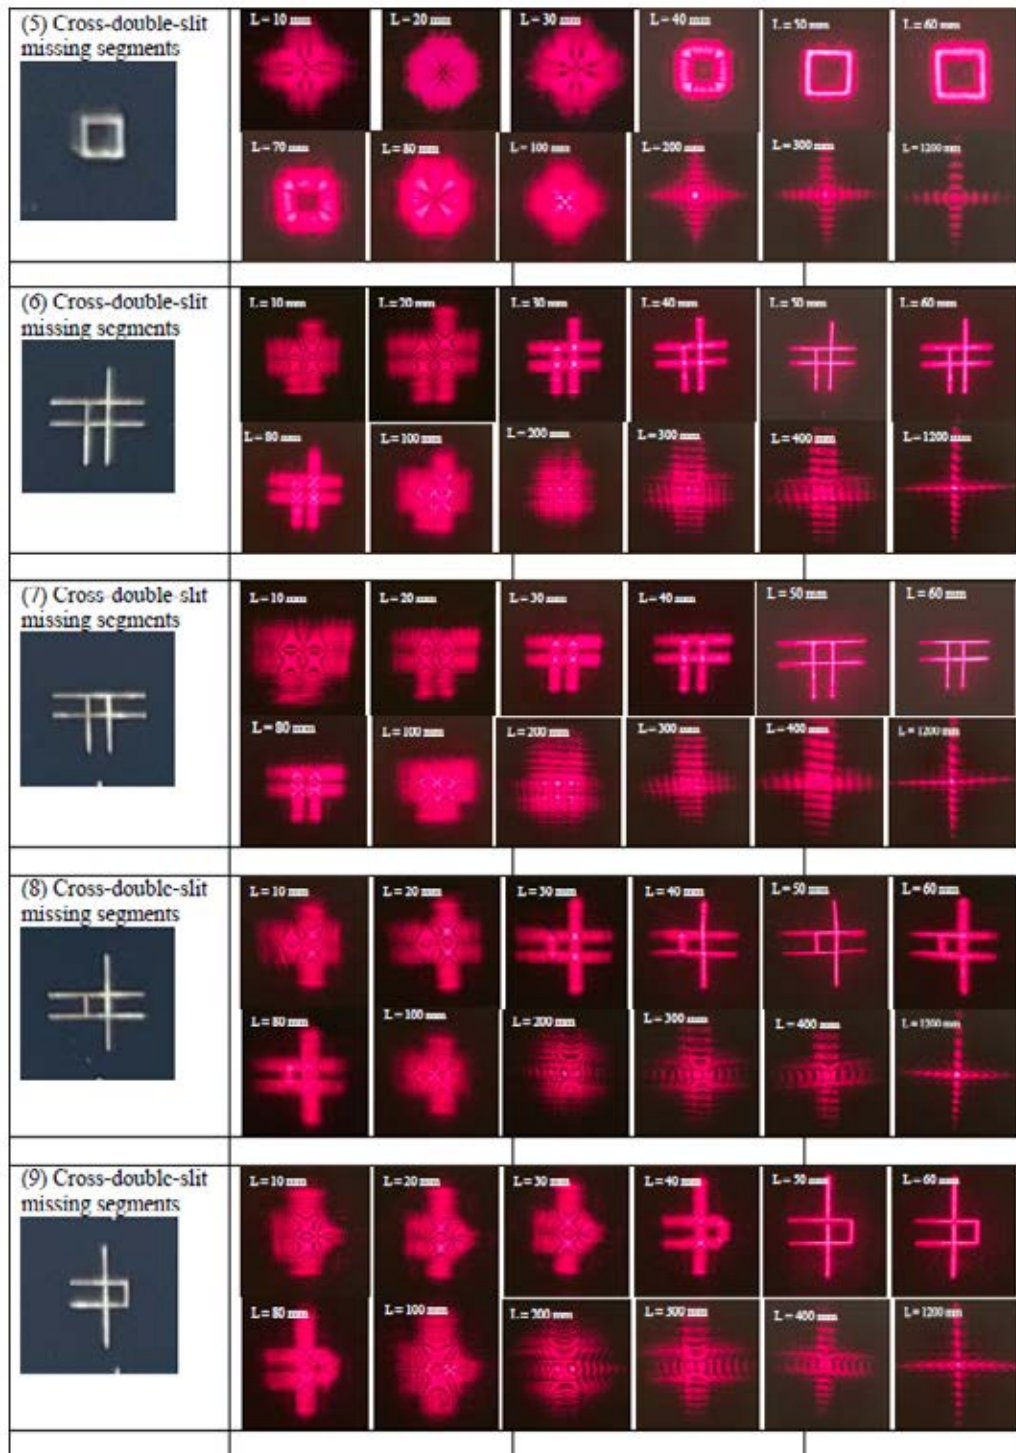 (5) Cross-double-slit
missing segments
L = 10 mm
L = 20 mm
L = 30 mm
L = 40 mm
L = 50 mm
L = 60 mm
L = 70 mm
L = 80 mm
L = 100 mm
L = 200 mm
L = 300 mm
L = 1200 mm
(6) Cross-double-slit
missing segments
L = 10 mm
L = 20 mm
L = 30 mm
L = 40 mm
L = 50 mm
L = 60 mm
L = 80 mm
L = 100 mm
L = 200 mm
L = 300 mm
L = 400 mm
L = 1200 mm
(7) Cross-double-slit
missing segments
L = 10 mm
L = 20 mm
L = 30 mm
L = 40 mm
L = 50 mm
L = 60 mm
L = 80 mm
L = 100 mm
L = 200 mm
L = 300 mm
L = 400 mm
L = 1200 mm
(8) Cross-double-slit
missing segments
L = 10 mm
L = 20 mm
L = 30 mm
L = 40 mm
L = 50 mm
L = 60 mm
L = 80 mm
L = 100 mm
L = 200 mm
L = 300 mm
L = 400 mm
L = 1200 mm
(9) Cross-double-slit
missing segments
L = 10 mm
L = 20 mm
L = 30 mm
L = 40 mm
L = 50 mm
L = 60 mm
L = 80 mm
L = 100 mm
L = 200 mm
L = 300 mm
L = 400 mm
L = 1200 mm